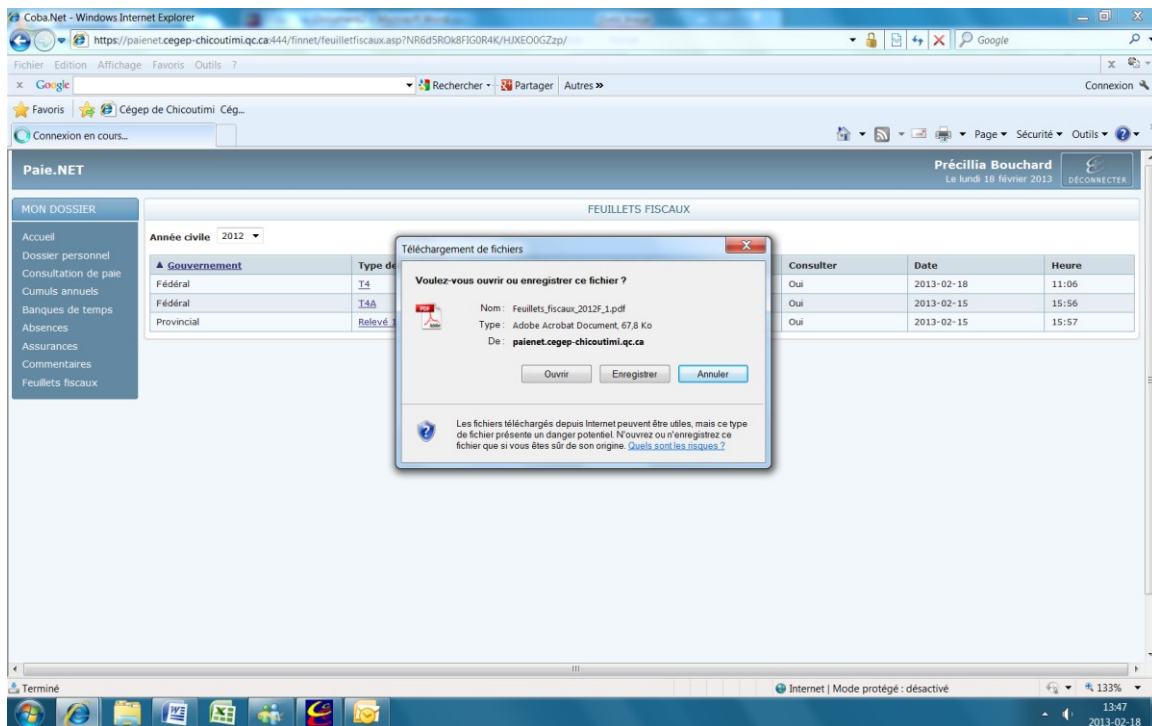 Coba.Net - Windows Internet Explorer
https://paienet.cegep-chicoutimi.qc.ca:444/finnet/feuilletfiscaux.asp?NR6d5ROk8FIG0R4K/HJXEO0GZzp/
Google
Fichier Edition Affichage Favoris Outils ?
x Google
Rechercher
Partager
Autres »
Connexion
Favoris
Cégep de Chicoutimi Cég...
Connexion en cours...
Page
Sécurité
Outils
Paie.NET
Précillia Bouchard
Le lundi 18 février 2013
DÉCONNECTER
MON DOSSIER
FEUILLETS FISCAUX
Accueil
Dossier personnel
Consultation de paie
Cumuls annuels
Banques de temps
Absences
Assurances
Commentaires
Feuillets fiscaux
Année civile 2012
▲ Gouvernement Type de Consulter Date Heure
Fédéral T4 Oui 2013-02-18 11:06
Fédéral T4A Oui 2013-02-15 15:56
Provincial Relevé 1 Oui 2013-02-15 15:57
Téléchargement de fichiers
Voulez-vous ouvrir ou enregistrer ce fichier ?
Nom : Feuillets_fiscaux_2012F_1.pdf
Type : Adobe Acrobat Document, 67,8 Ko
De : paienet.cegep-chicoutimi.qc.ca
Ouvrir Enregistrer Annuler
Les fichiers téléchargés depuis Internet peuvent être utiles, mais ce type
de fichier présente un danger potentiel. N'ouvrez ou n'enregistrez ce
fichier que si vous êtes sûr de son origine. Quels sont les risques ?
Terminé
Internet | Mode protégé : désactivé
133%
13:47
2013-02-18